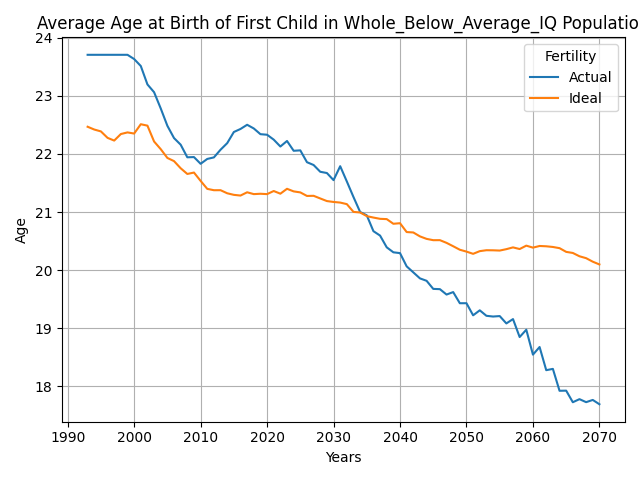 Average Age at Birth of First Child in Whole_Below_Average_IQ Populatio
24
23
22
21
20
19
18
Age
Fertility
Actual
Ideal
1990 2000 2010 2020 2030 2040 2050 2060 2070
Years